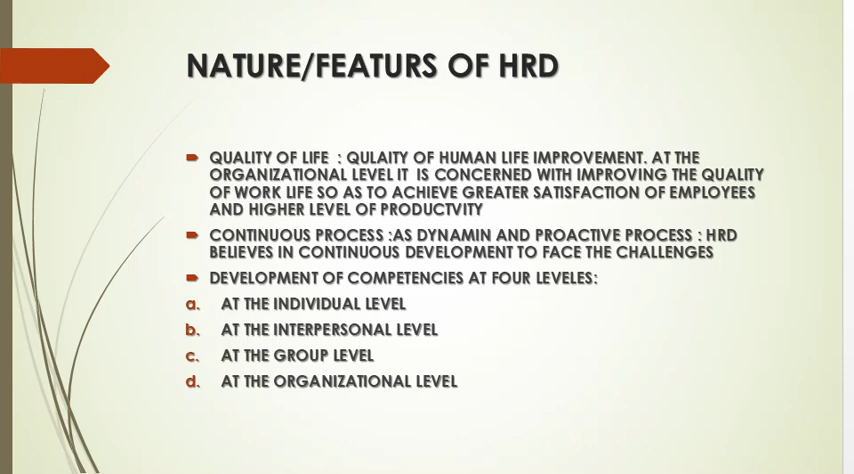 NATURE/FEATURS OF HRD
QUALITY OF LIFE : QULAITY OF HUMAN LIFE IMPROVEMENT. AT THE
ORGANIZATIONAL LEVEL IT IS CONCERNED WITH IMPROVING THE QUALITY
OF WORK LIFE SO AS TO ACHIEVE GREATER SATISFACTION OF EMPLOYEES
AND HIGHER LEVEL OF PRODUCTVITY
CONTINUOUS PROCESS :AS DYNAMIN AND PROACTIVE PROCESS : HRD
BELIEVES IN CONTINUOUS DEVELOPMENT TO FACE THE CHALLENGES
DEVELOPMENT OF COMPETENCIES AT FOUR LEVELES:
a. AT THE INDIVIDUAL LEVEL
b. AT THE INTERPERSONAL LEVEL
c. AT THE GROUP LEVEL
d. AT THE ORGANIZATIONAL LEVEL